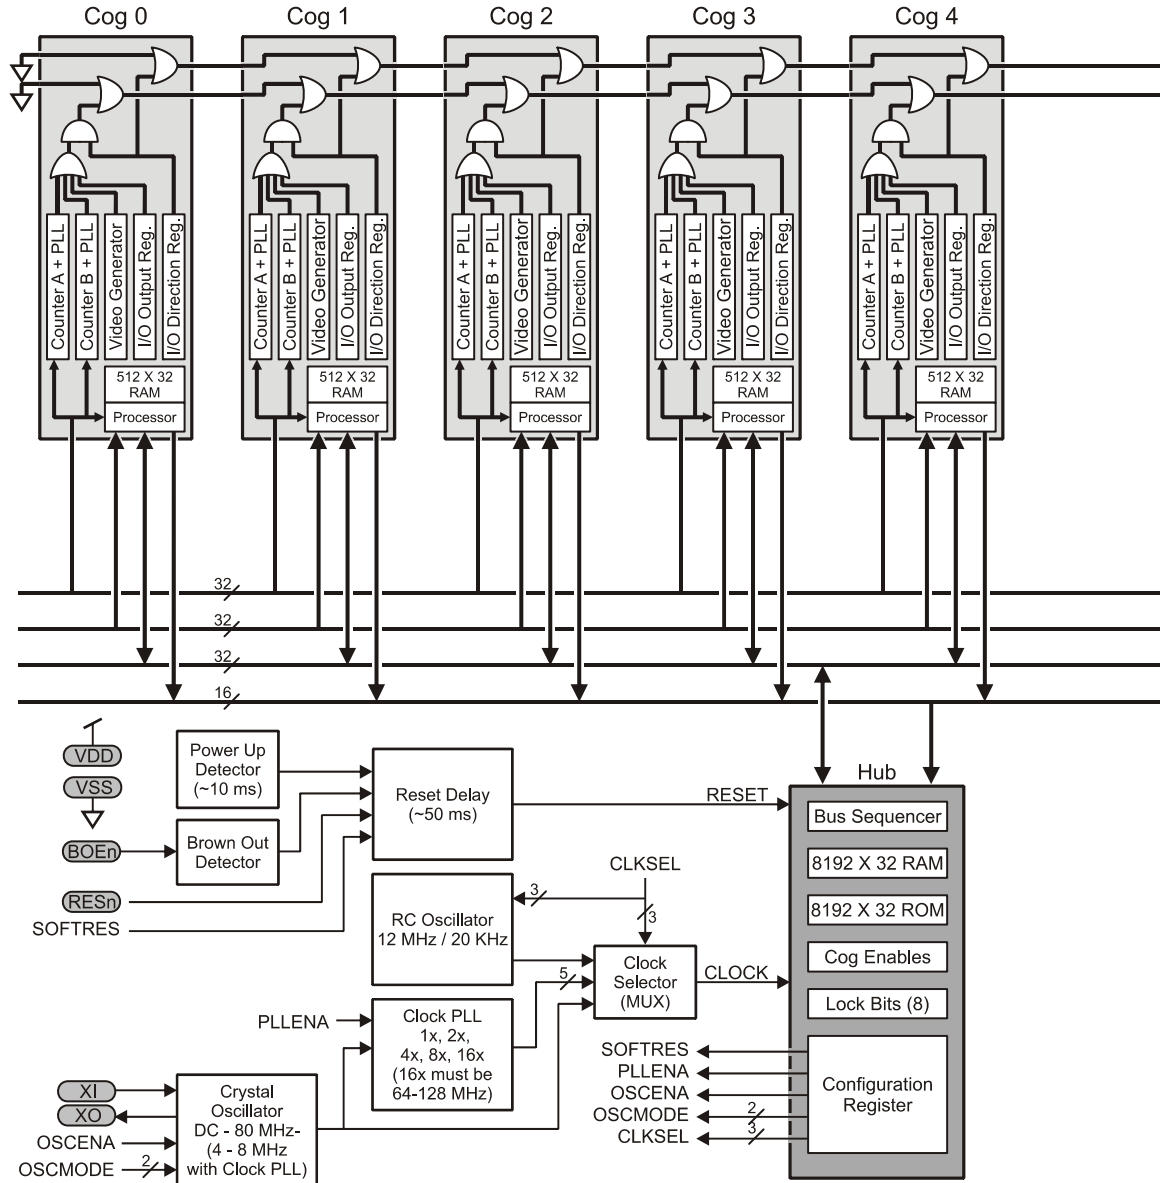 Cog 0
Cog 1
Cog 2
Cog 3
Cog 4
Counter A + PLL
Counter B + PLL
Video Generator
I/O Output Reg.
I/O Direction Reg.
Counter A + PLL
Counter B + PLL
Video Generator
I/O Output Reg.
I/O Direction Reg.
Counter A + PLL
Counter B + PLL
Video Generator
I/O Output Reg.
I/O Direction Reg.
Counter A + PLL
Counter B + PLL
Video Generator
I/O Output Reg.
I/O Direction Reg.
Counter A + PLL
Counter B + PLL
Video Generator
I/O Output Reg.
I/O Direction Reg.
512 X 32
RAM
Processor
512 X 32
RAM
Processor
512 X 32
RAM
Processor
512 X 32
RAM
Processor
512 X 32
RAM
Processor
32
32
32
16
VDD
VSS
BOEn
RESn
SOFTRES
Power Up
Detector
(~10 ms)
Brown Out
Detector
Reset Delay
(~50 ms)
RESET
CLKSEL
3
3
RC Oscillator
12 MHz / 20 KHz
5
Clock
Selector
(MUX)
CLOCK
PLLENA
Clock PLL
1x, 2x,
4x, 8x, 16x
(16x must be
64-128 MHz)
XI
XO
OSCENA
OSCMODE
2
Crystal
Oscillator
DC - 80 MHz-
(4 - 8 MHz
with Clock PLL)
Hub
Bus Sequencer
8192 X 32 RAM
8192 X 32 ROM
Cog Enables
Lock Bits (8)
Configuration
Register
SOFTRES
PLLENA
OSCENA
OSCMODE
2
CLKSEL
3